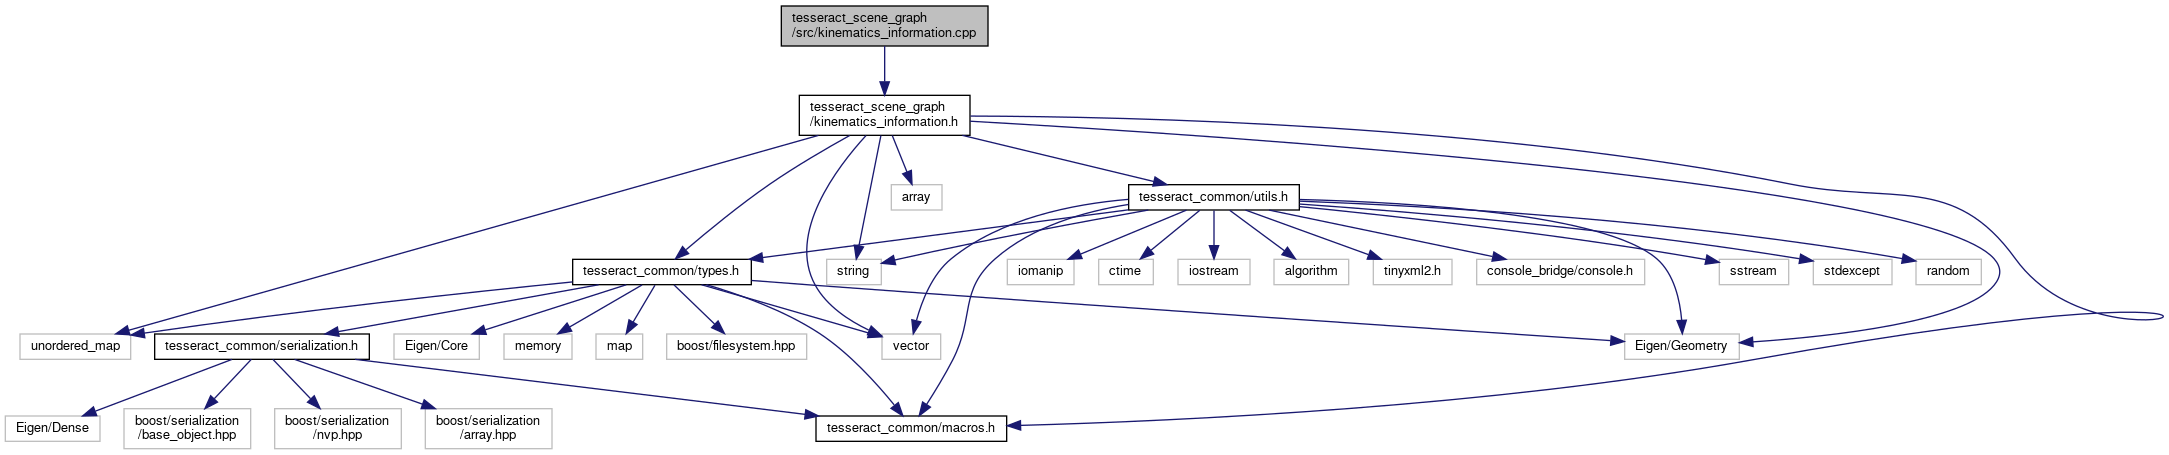 tesseract_scene_graph
/src/kinematics_information.cpp
tesseract_scene_graph
/kinematics_information.h
array
tesseract_common/utils.h
tesseract_common/types.h
string
iomanip
ctime
iostream
algorithm
tinyxml2.h
console_bridge/console.h
sstream
stdexcept
random
unordered_map
tesseract_common/serialization.h
Eigen/Core
memory
map
boost/filesystem.hpp
vector
Eigen/Geometry
Eigen/Dense
boost/serialization
/base_object.hpp
boost/serialization
/nvp.hpp
boost/serialization
/array.hpp
tesseract_common/macros.h